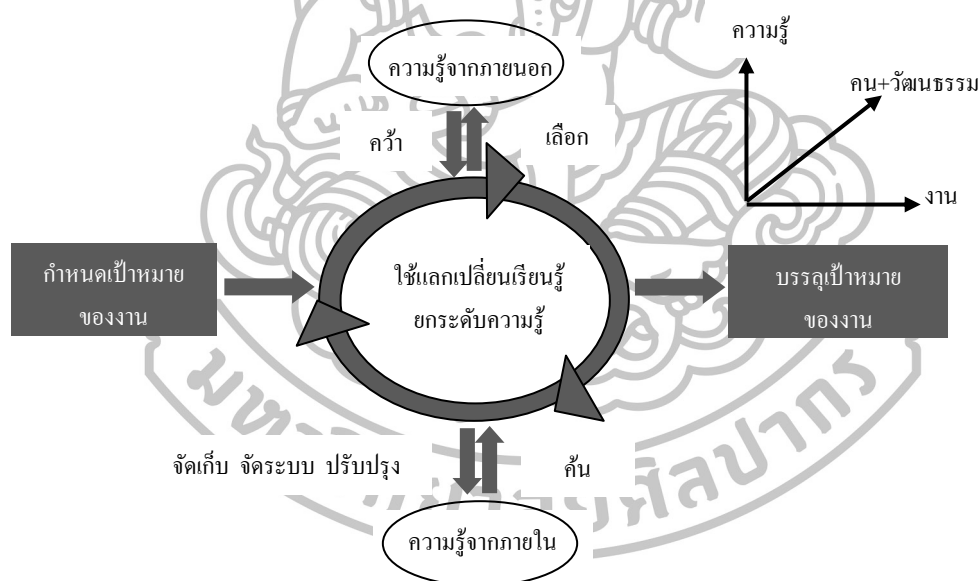 ความรู้
ความรู้จากภายนอก
คน+วัฒนธรรม
คว้า
เลือก
งาน
กำหนดเป้าหมาย
ของงาน
ใช้แลกเปลี่ยนเรียนรู้
ยกระดับความรู้
บรรลุเป้าหมาย
ของงาน
จัดเก็บ จัดระบบ ปรับปรุง
ค้น
ความรู้จากภายใน